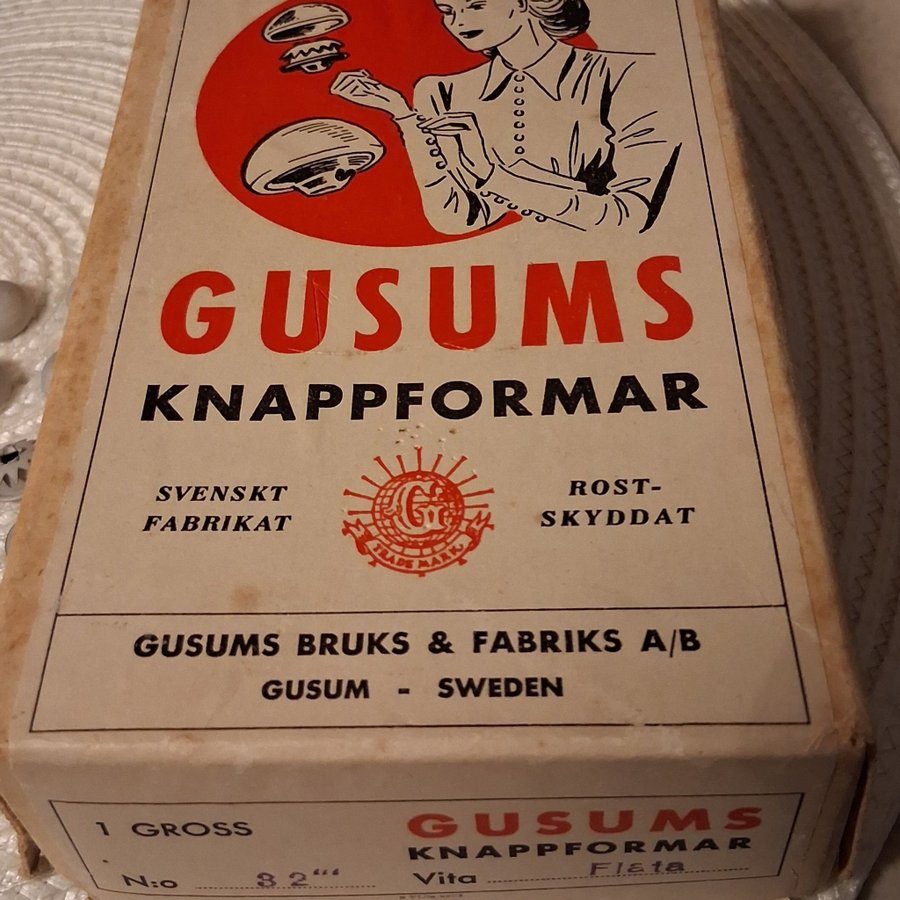 GUSUMS
KNAPPFORMAR
SVENSKT
FABRIKAT
G
TRADE MARK
ROST-
SKYDDAT
GUSUMS BRUKS & FABRIKS A/B
GUSUM - SWEDEN
1 GROSS
N:o 32‴
GUSUMS
KNAPPFORMAR
Vita Flata